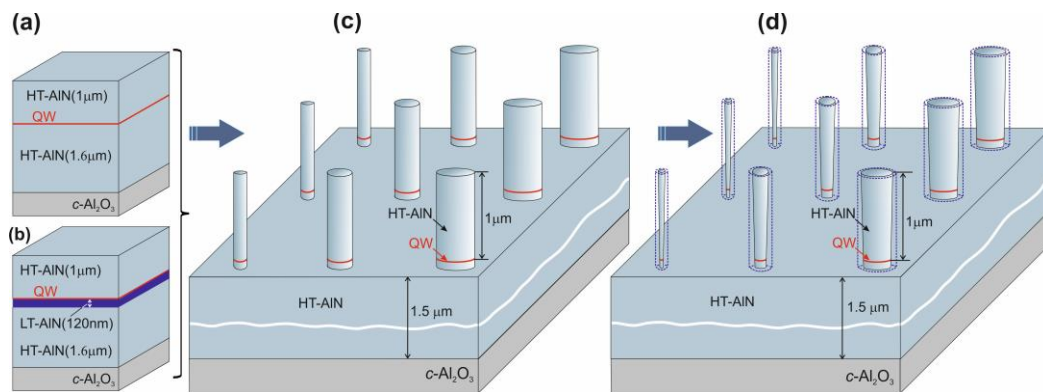 (a)
HT-AlN(1μm)
QW
HT-AlN(1.6μm)
c-Al₂O₃
(b)
HT-AlN(1μm)
QW
LT-AlN(120nm)
HT-AlN(1.6μm)
c-Al₂O₃
(c)
HT-AlN
QW
1μm
HT-AlN
1.5 μm
c-Al₂O₃
(d)
HT-AlN
QW
1μm
HT-AlN
1.5 μm
c-Al₂O₃